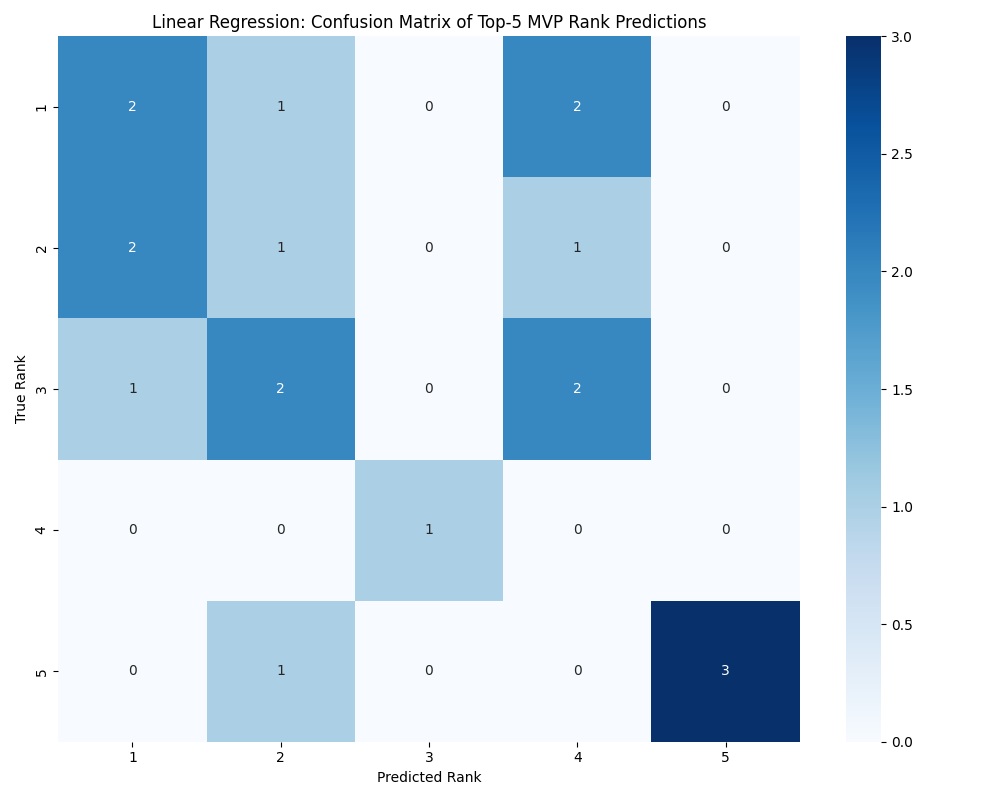 Linear Regression: Confusion Matrix of Top-5 MVP Rank Predictions
3.0
1 2 1 0 2 0
2.5
2 2 1 0 1 0
2.0
True Rank
3 1 2 0 2 0
1.5
1.0
4 0 0 1 0 0
0.5
5 0 1 0 0 3
0.0
1 2 3 4 5
Predicted Rank